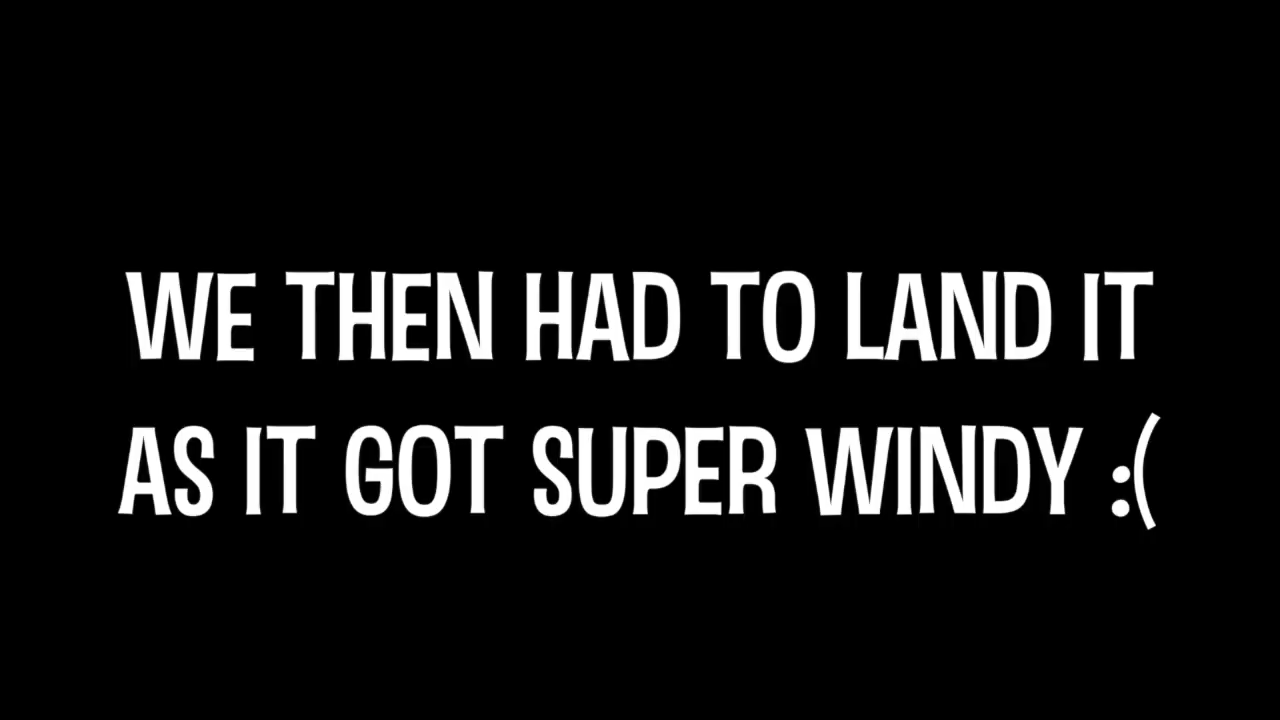 WE THEN HAD TO LAND IT
AS IT GOT SUPER WINDY :(